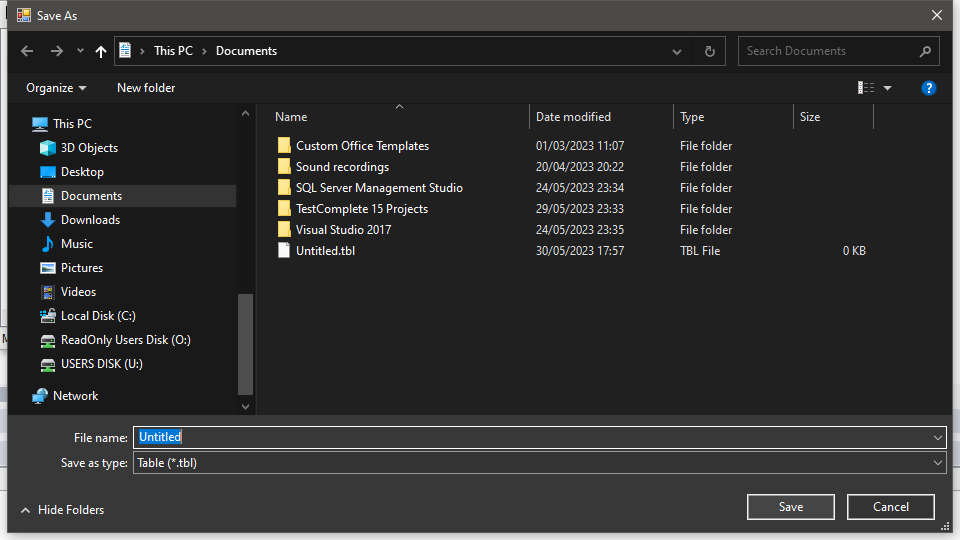 Save As
This PC
Documents
Search Documents
Organize
New folder
?
This PC
3D Objects
Desktop
Documents
Downloads
Music
Pictures
Videos
Local Disk (C:)
ReadOnly Users Disk (O:)
USERS DISK (U:)
Network
Name Date modified Type Size
Custom Office Templates 01/03/2023 11:07 File folder
Sound recordings 20/04/2023 20:22 File folder
SQL Server Management Studio 24/05/2023 23:34 File folder
TestComplete 15 Projects 29/05/2023 23:33 File folder
Visual Studio 2017 24/05/2023 23:35 File folder
Untitled.tbl 30/05/2023 17:57 TBL File 0 KB
File name: Untitled
Save as type: Table (*.tbl)
Hide Folders
Save
Cancel